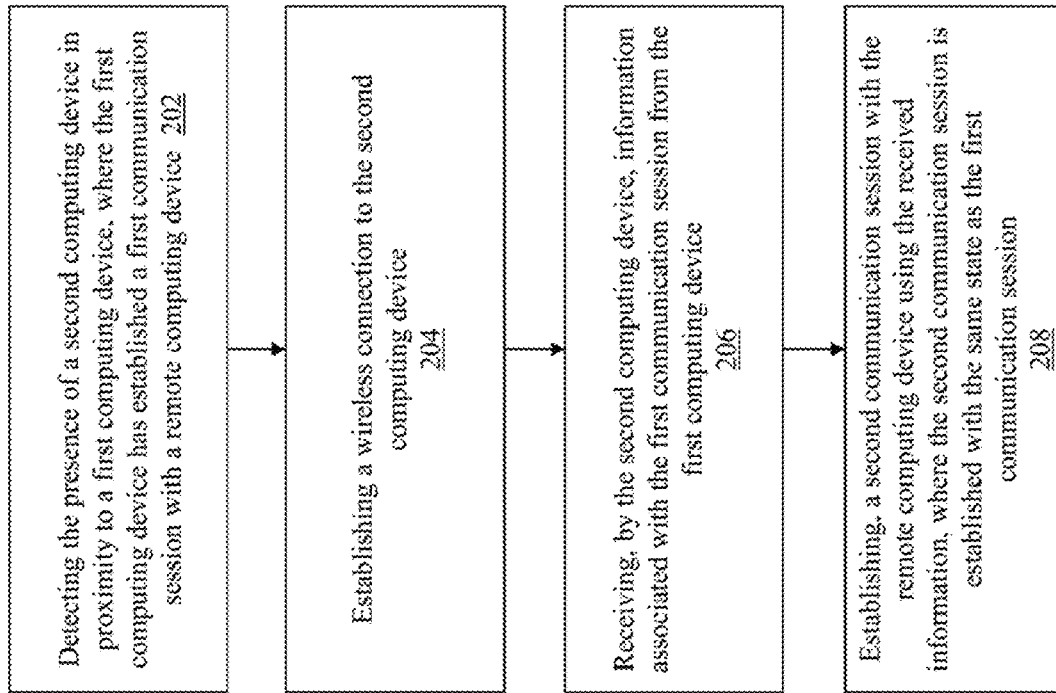 Detecting the presence of a second computing device in
proximity to a first computing device, where the first
computing device has established a first communication
session with a remote computing device 202
Establishing a wireless connection to the second
computing device
204
Receiving, by the second computing device, information
associated with the first communication session from the
first computing device
206
Establishing, a second communication session with the
remote computing device using the received
information, where the second communication session is
established with the same state as the first
communication session
208